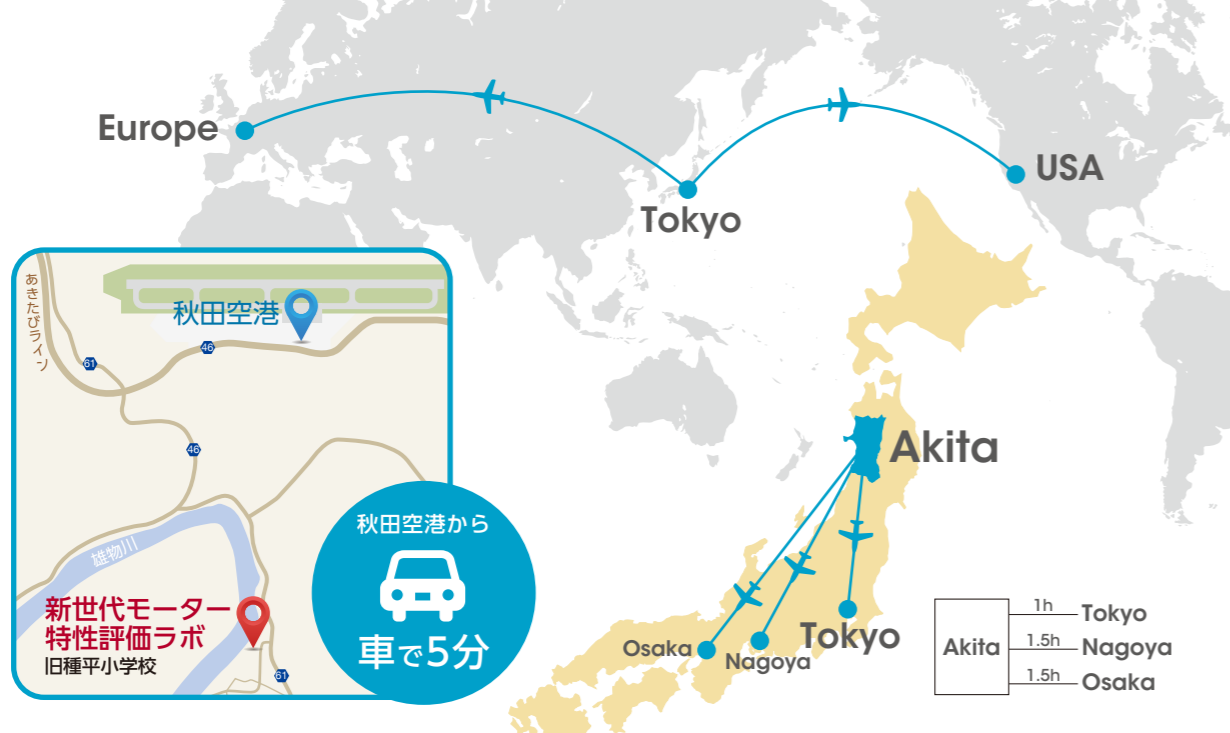 Europe
USA
Tokyo
あきたびライン
秋田空港
46
61
46
Akita
秋田空港から
車で5分
雄物川
新世代モーター
特性評価ラボ
旧種平小学校
61
Osaka
Nagoya
Tokyo
Akita
1h
Tokyo
1.5h
Nagoya
1.5h
Osaka